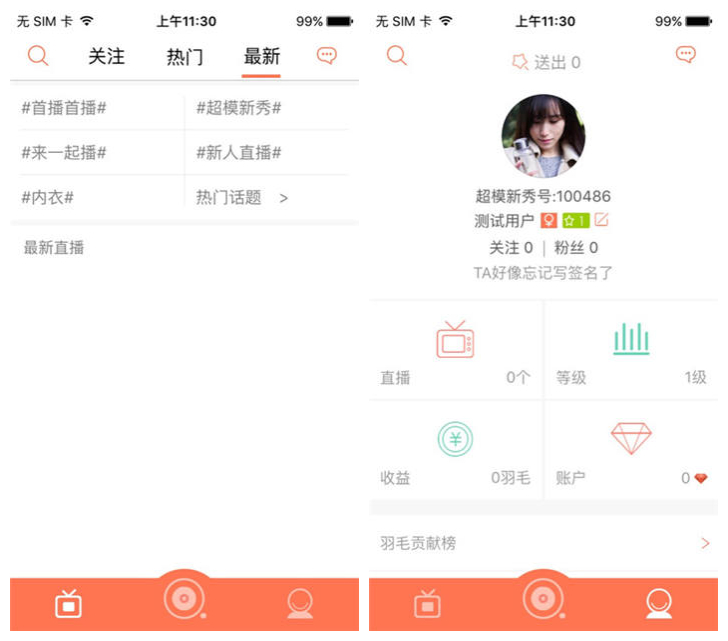 无 SIM 卡 上午11:30 99%
关注 热门 最新
#首播首播# #超模新秀#
#来一起播# #新人直播#
#内衣# 热门话题 >
最新直播
无 SIM 卡 上午11:30 99%
送出 0
超模新秀号:100486
测试用户 1
关注 0 | 粉丝 0
TA好像忘记写签名了
直播 0个 等级 1级
收益 0羽毛 账户 0
羽毛贡献榜